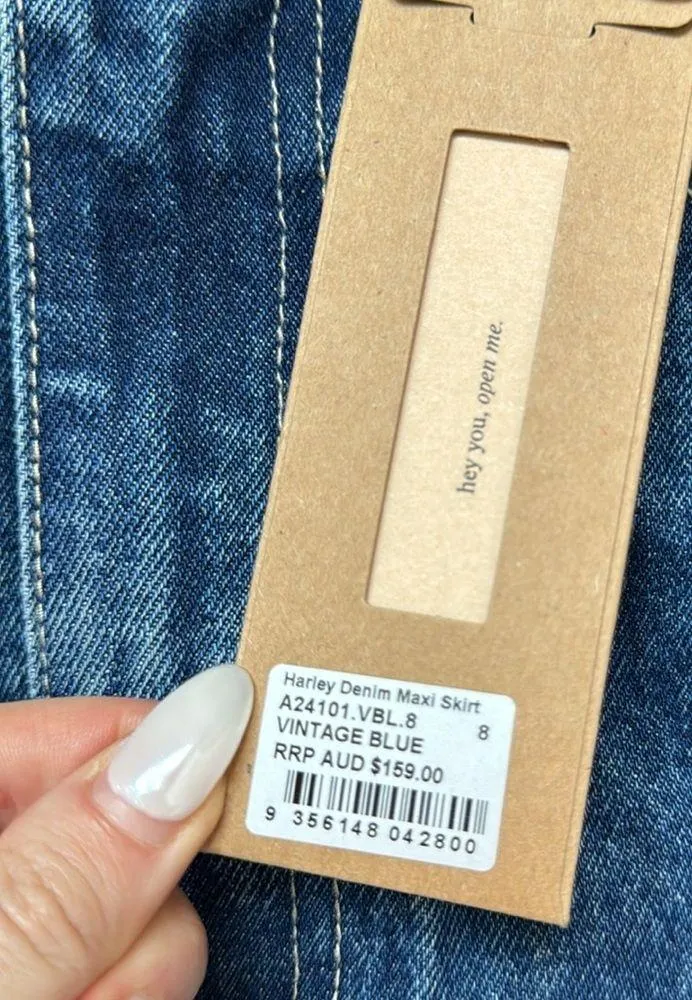 hey you, open me.
Harley Denim Maxi Skirt
A24101.VBL.8 8
VINTAGE BLUE
RRP AUD $159.00
9 356148 042800